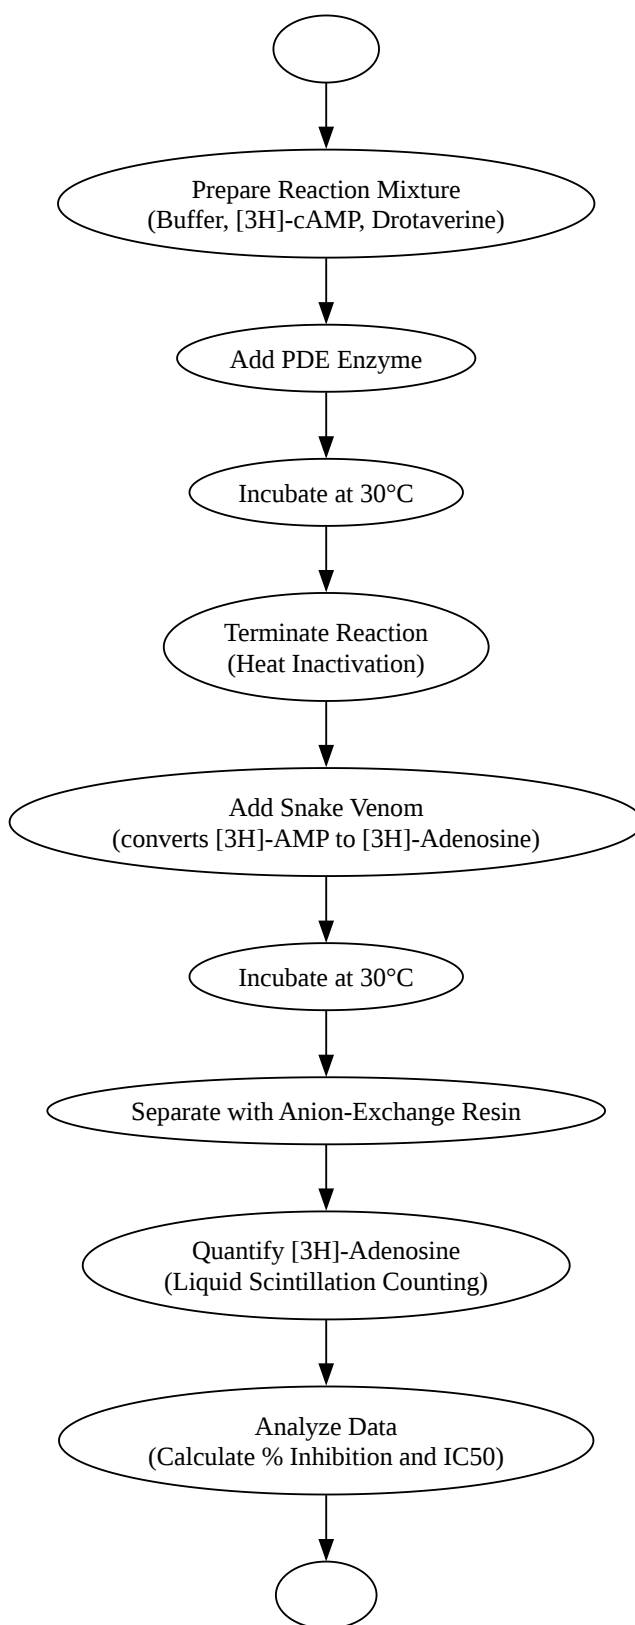 Prepare Reaction Mixture
(Buffer, [3H]-cAMP, Drotaverine)
Add PDE Enzyme
Incubate at 30°C
Terminate Reaction
(Heat Inactivation)
Add Snake Venom
(converts [3H]-AMP to [3H]-Adenosine)
Incubate at 30°C
Separate with Anion-Exchange Resin
Quantify [3H]-Adenosine
(Liquid Scintillation Counting)
Analyze Data
(Calculate % Inhibition and IC50)